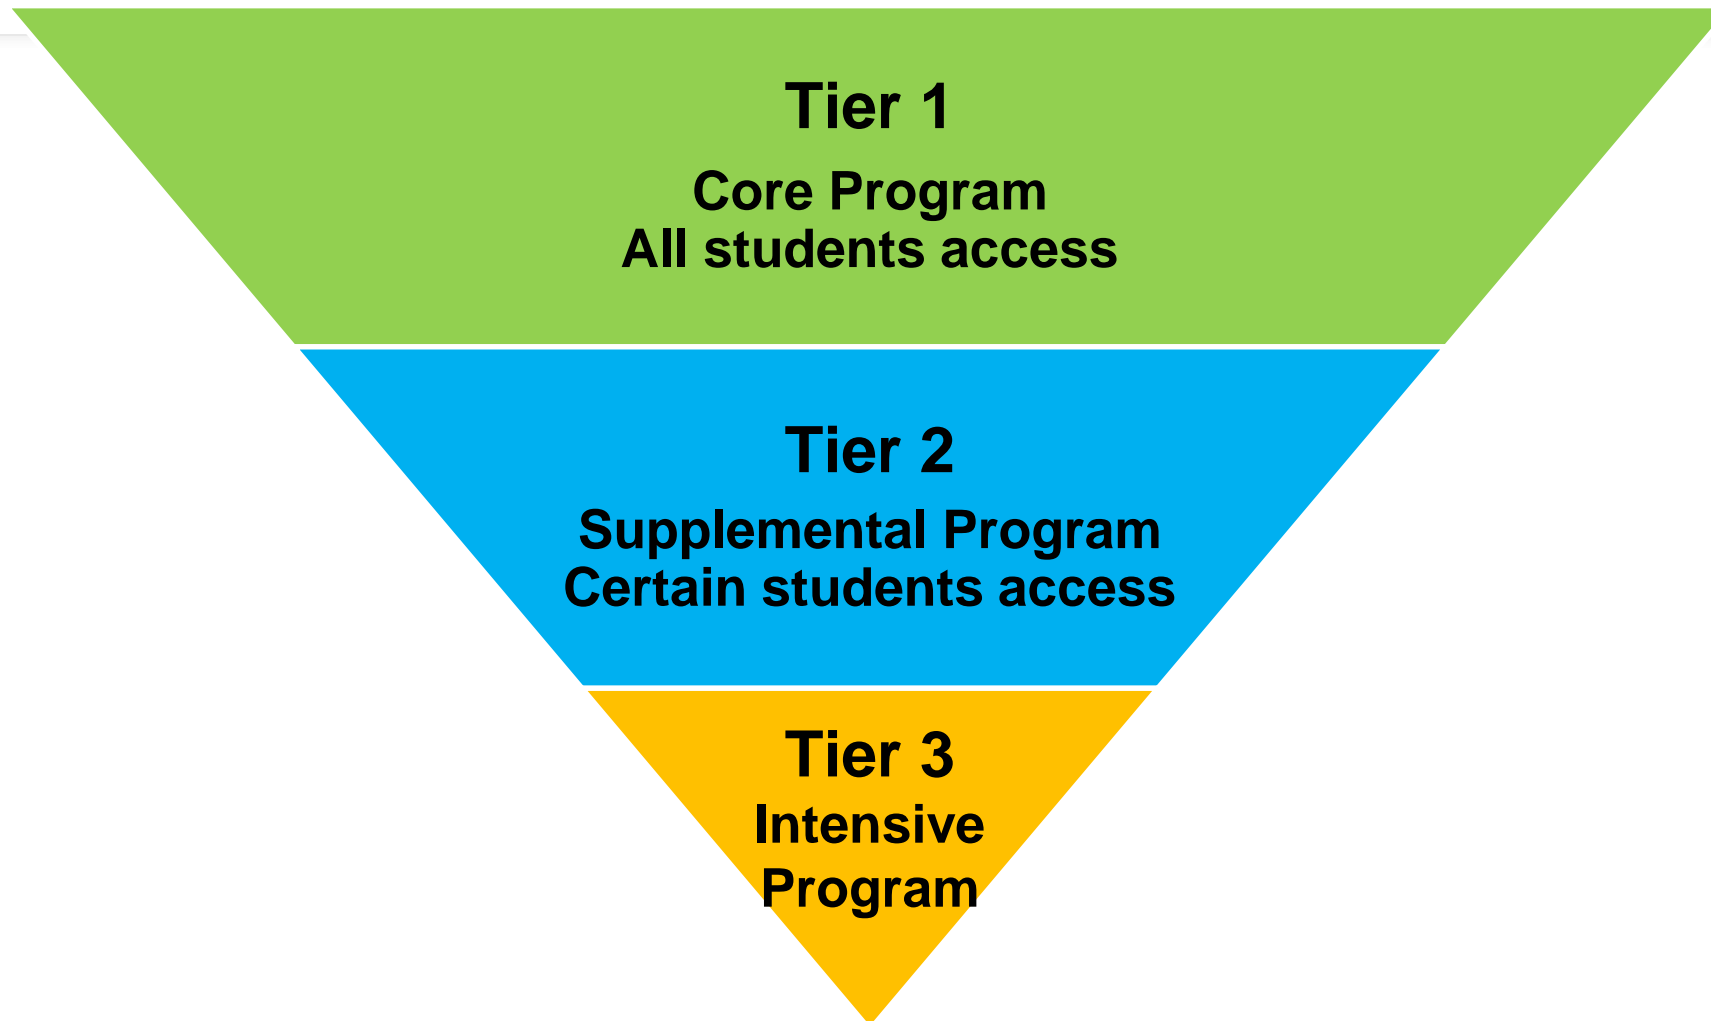 Tier 1
Core Program
All students access
Tier 2
Supplemental Program
Certain students access
Tier 3
Intensive
Program